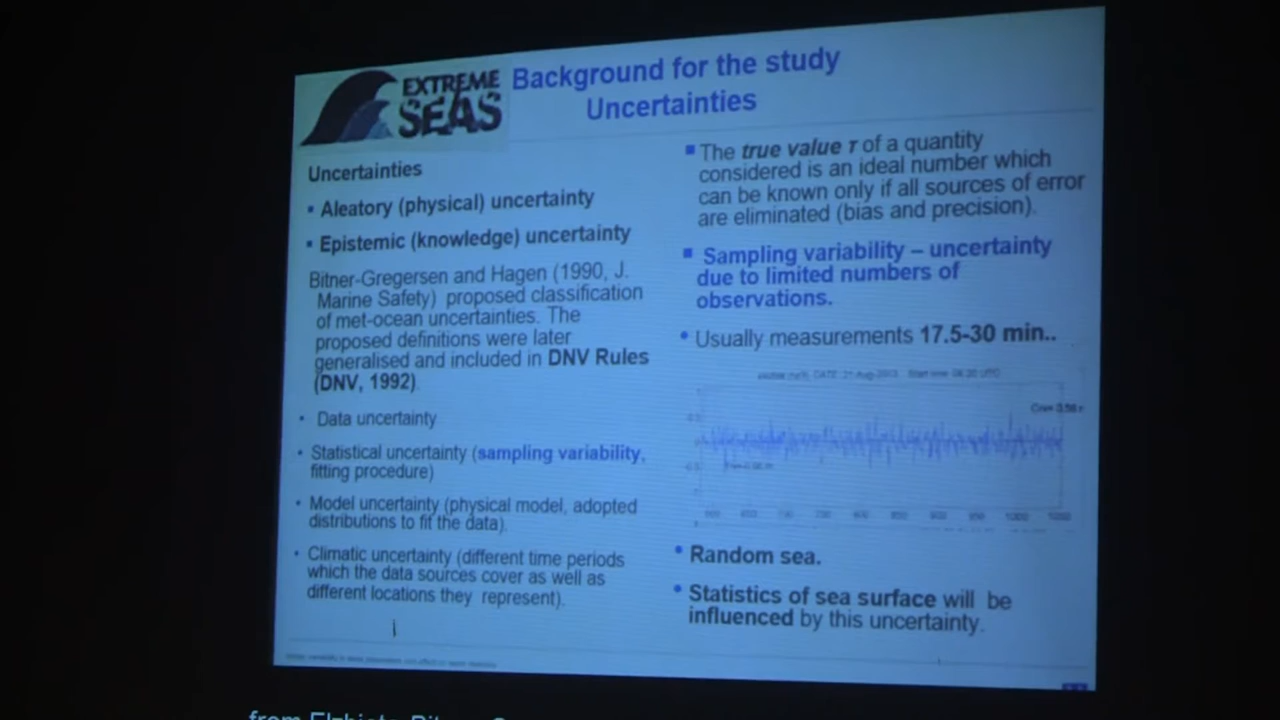 EXTREME
SEAS
Background for the study
Uncertainties
Uncertainties
▪ Aleatory (physical) uncertainty
▪ Epistemic (knowledge) uncertainty
Bitner-Gregersen and Hagen (1990, J.
Marine Safety) proposed classification
of met-ocean uncertainties. The
proposed definitions were later
generalised and included in DNV Rules
(DNV, 1992).
• Data uncertainty
• Statistical uncertainty (sampling variability,
fitting procedure)
• Model uncertainty (physical model, adopted
distributions to fit the data).
• Climatic uncertainty (different time periods
which the data sources cover as well as
different locations they represent).
▪ The true value τ of a quantity
considered is an ideal number which
can be known only if all sources of error
are eliminated (bias and precision).
▪ Sampling variability – uncertainty
due to limited numbers of
observations.
• Usually measurements 17.5-30 min..
• Random sea.
• Statistics of sea surface will be
influenced by this uncertainty.
from